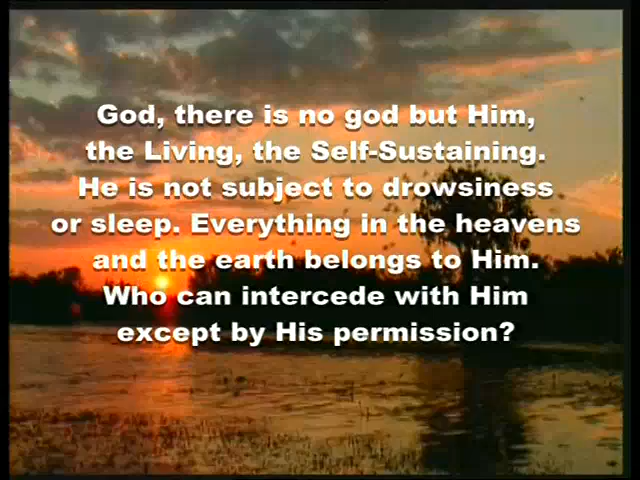 God, there is no god but Him,
the Living, the Self-Sustaining.
He is not subject to drowsiness
or sleep. Everything in the heavens
and the earth belongs to Him.
Who can intercede with Him
except by His permission?